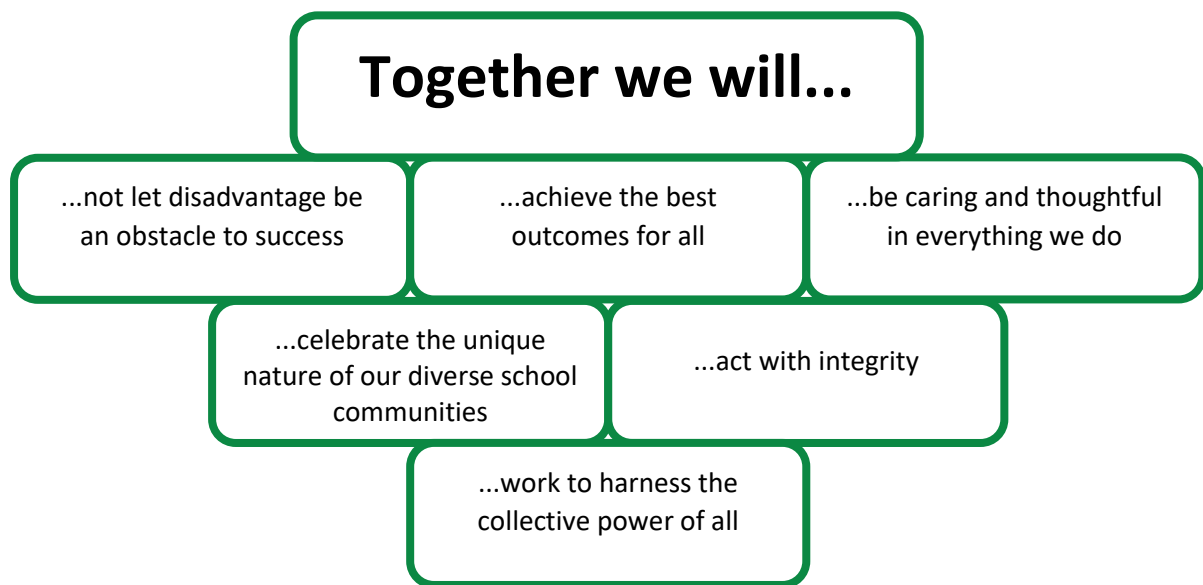 Together we will...
...not let disadvantage be
an obstacle to success
...achieve the best
outcomes for all
...be caring and thoughtful
in everything we do
...celebrate the unique
nature of our diverse school
communities
...act with integrity
...work to harness the
collective power of all